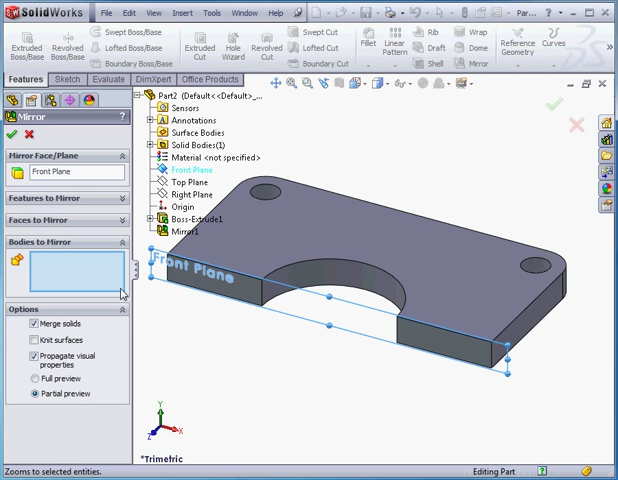 SolidWorks File Edit View Insert Tools Window Help Par...
Extruded Boss/Base
Revolved Boss/Base
Swept Boss/Base
Lofted Boss/Base
Boundary Boss/Base
Extruded Cut
Hole Wizard
Revolved Cut
Swept Cut
Lofted Cut
Boundary Cut
Fillet
Linear Pattern
Rib
Draft
Shell
Wrap
Dome
Mirror
Reference Geometry
Curves
Features Sketch Evaluate DimXpert Office Products
Mirror
?
Mirror Face/Plane
Front Plane
Features to Mirror
Faces to Mirror
Bodies to Mirror
Options
Merge solids
Knit surfaces
Propagate visual properties
Full preview
Partial preview
Part2 (Default<<Default>_...
Sensors
Annotations
Surface Bodies
Solid Bodies(1)
Material <not specified>
Front Plane
Top Plane
Right Plane
Origin
Boss-Extrude1
Mirror1
Front Plane
Y
X
Z
*Trimetric
Zooms to selected entities.
Editing Part